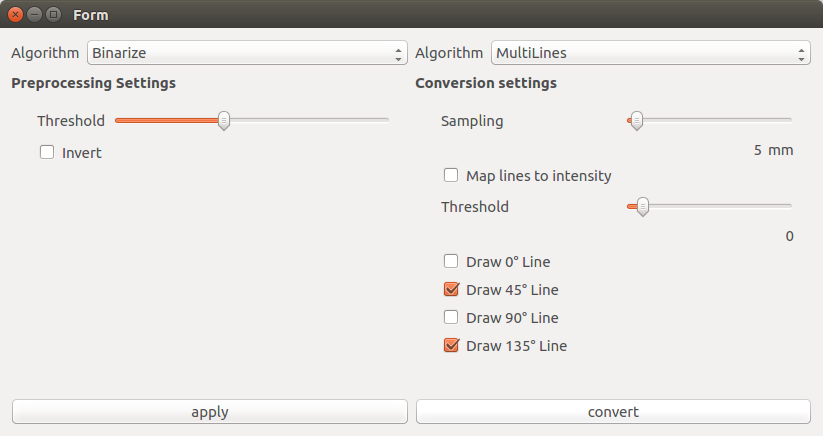 Form
Algorithm Binarize
Preprocessing Settings
Threshold
Invert
apply
Algorithm MultiLines
Conversion settings
Sampling
5 mm
Map lines to intensity
Threshold
0
Draw 0° Line
Draw 45° Line
Draw 90° Line
Draw 135° Line
convert